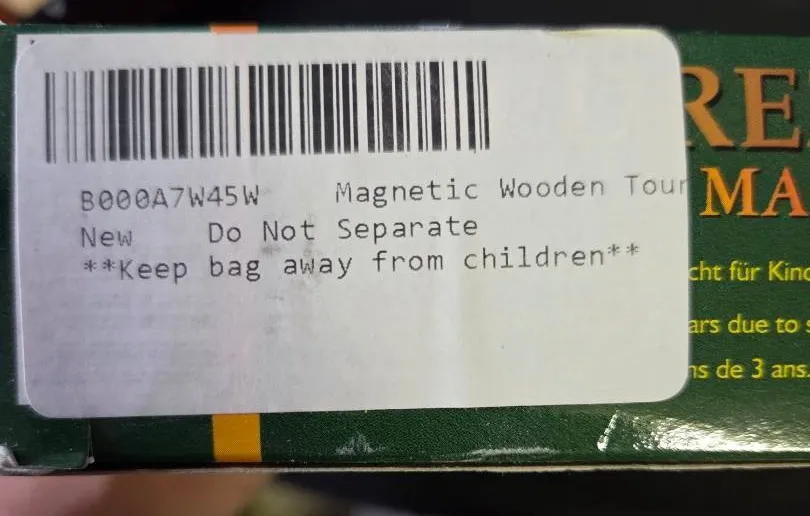 B000A7W45W Magnetic Wooden Tour
New Do Not Separate
**Keep bag away from children**
RE
MA
cht für Kind
ars due to s
ns de 3 ans.